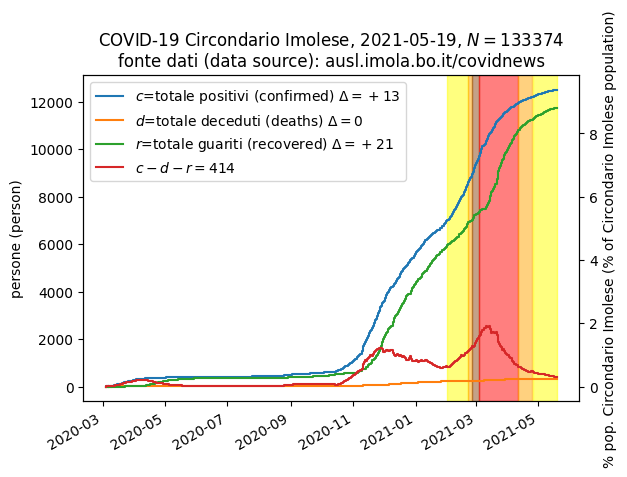 COVID-19 Circondario Imolese, 2021-05-19, N = 133374
fonte dati (data source): ausl.imola.bo.it/covidnews
c=totale positivi (confirmed) Δ = +13
d=totale deceduti (deaths) Δ = 0
r=totale guariti (recovered) Δ = +21
c − d − r = 414
persone (person)
12000
10000
8000
6000
4000
2000
0
8
6
4
2
0
% pop. Circondario Imolese (% of Circondario Imolese population)
2020-03
2020-05
2020-07
2020-09
2020-11
2021-01
2021-03
2021-05